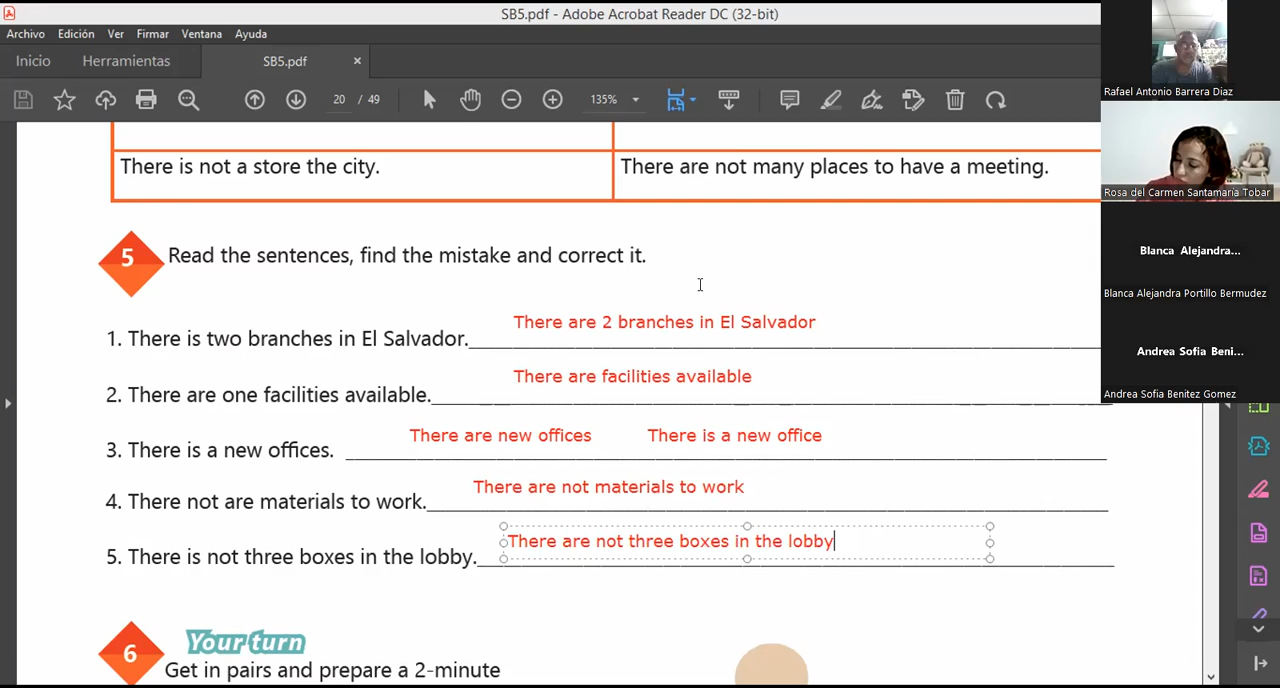 SB5.pdf - Adobe Acrobat Reader DC (32-bit)
Archivo Edición Ver Firmar Ventana Ayuda
Inicio Herramientas SB5.pdf ×
20 / 49 135%
There is not a store the city. There are not many places to have a meeting.
5 Read the sentences, find the mistake and correct it.
There are 2 branches in El Salvador
1. There is two branches in El Salvador.
There are facilities available
2. There are one facilities available.
There are new offices There is a new office
3. There is a new offices.
There are not materials to work
4. There not are materials to work.
There are not three boxes in the lobby
5. There is not three boxes in the lobby.
6 Your turn
Get in pairs and prepare a 2-minute
Rafael Antonio Barrera Diaz
Rosa del Carmen Santamaría Tobar
Blanca Alejandra...
Blanca Alejandra Portillo Bermudez
Andrea Sofia Beni...
Andrea Sofia Benitez Gomez